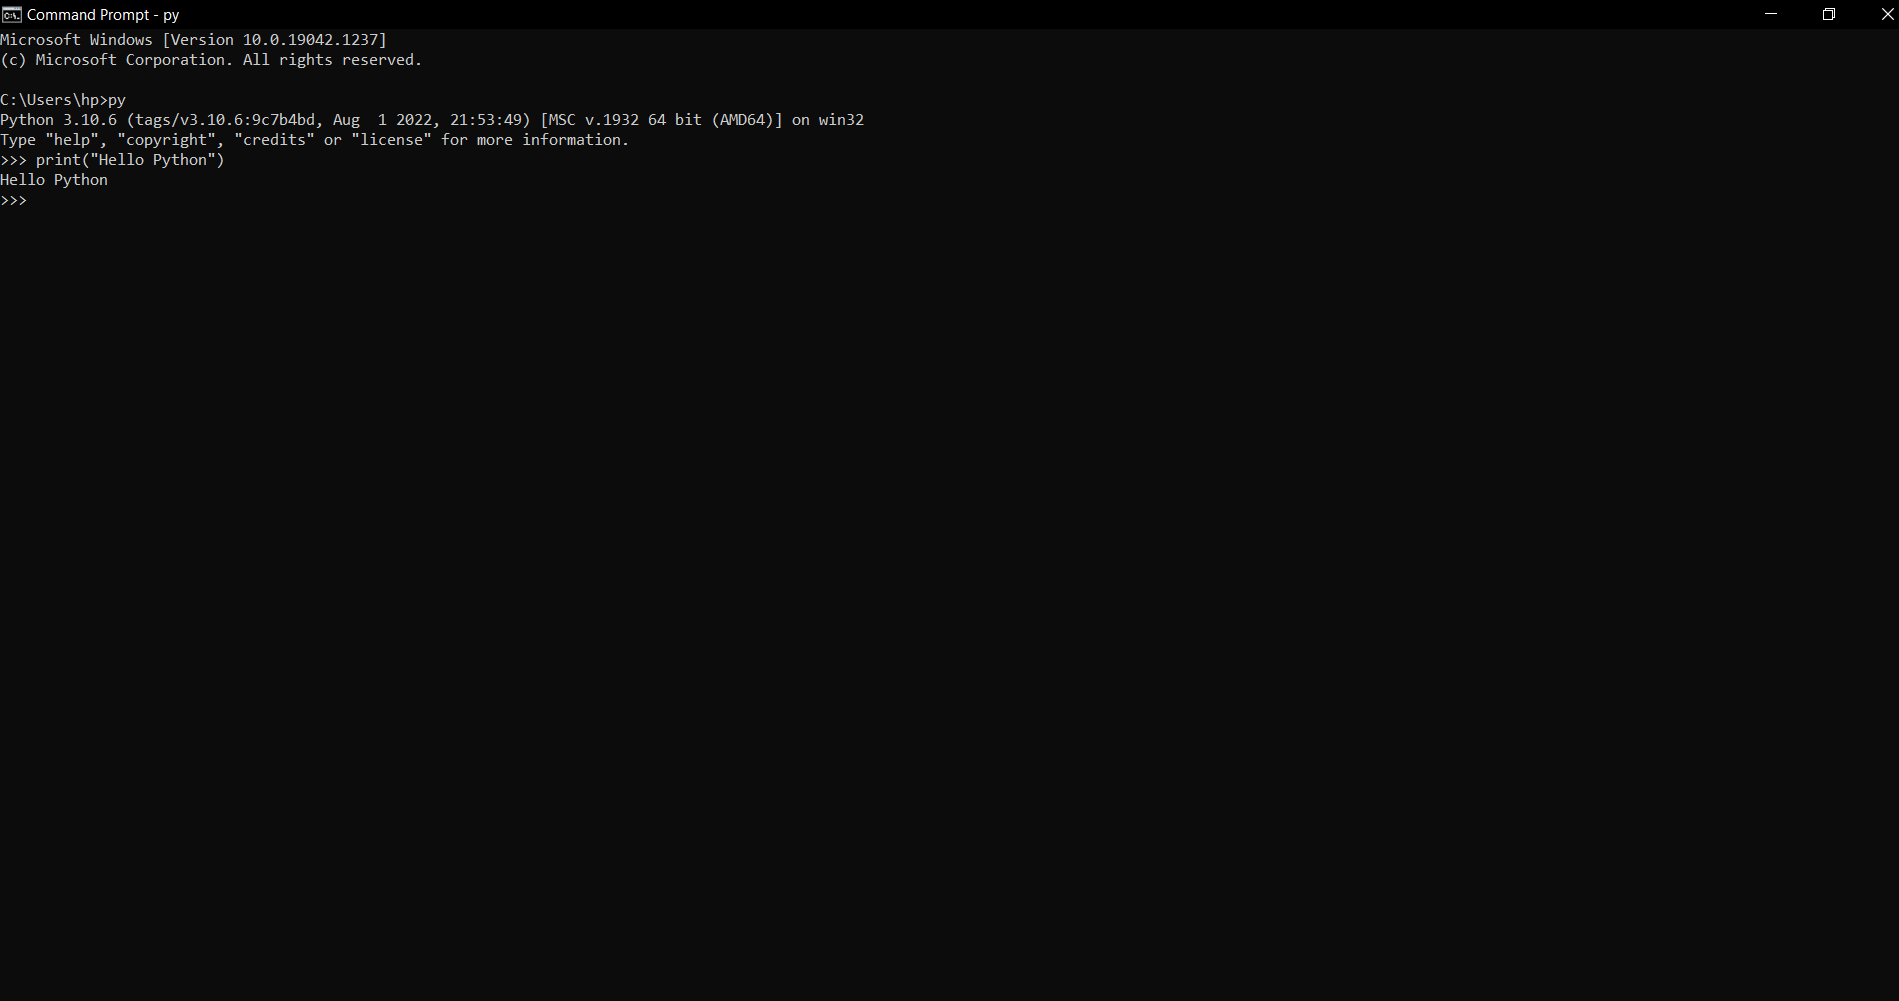 Command Prompt - py
Microsoft Windows [Version 10.0.19042.1237]
(c) Microsoft Corporation. All rights reserved.
C:\Users\hp>py
Python 3.10.6 (tags/v3.10.6:9c7b4bd, Aug  1 2022, 21:53:49) [MSC v.1932 64 bit (AMD64)] on win32
Type "help", "copyright", "credits" or "license" for more information.
>>> print("Hello Python")
Hello Python
>>>